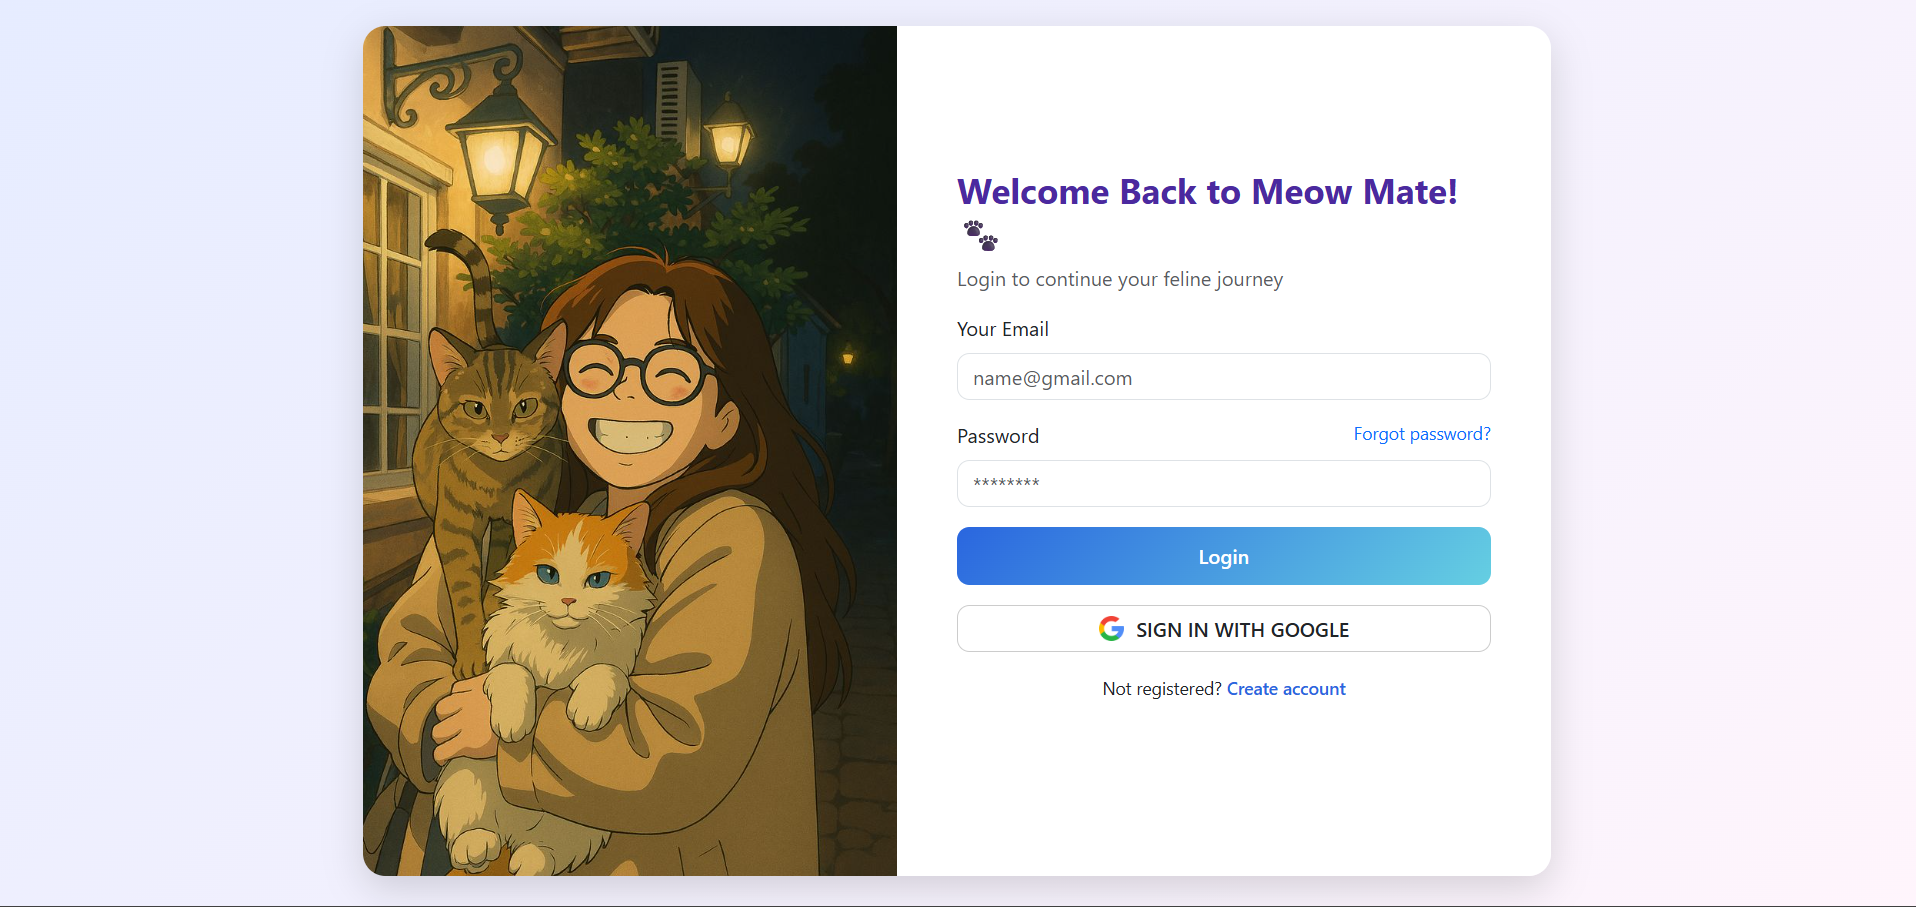 Welcome Back to Meow Mate!
🐾
Login to continue your feline journey
Your Email
name@gmail.com
Password
Forgot password?
********
Login
SIGN IN WITH GOOGLE
Not registered? Create account